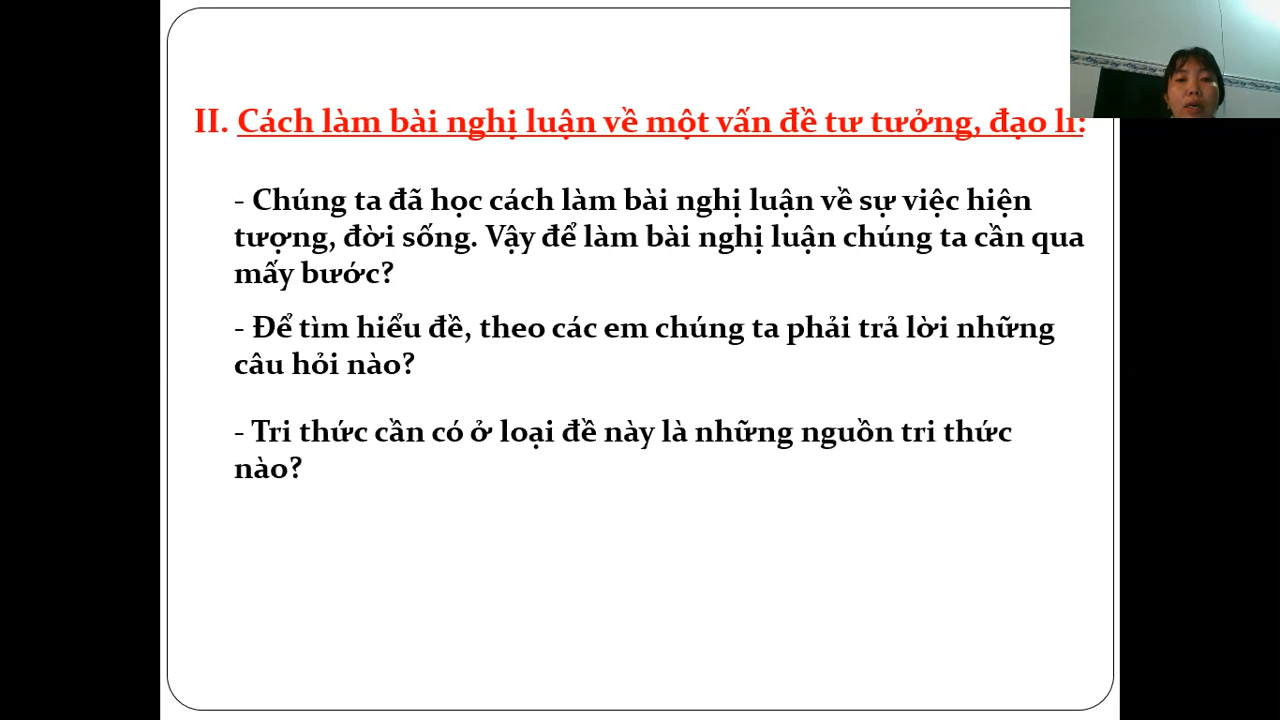 II. Cách làm bài nghị luận về một vấn đề tư tưởng, đạo lí:
- Chúng ta đã học cách làm bài nghị luận về sự việc hiện
tượng, đời sống. Vậy để làm bài nghị luận chúng ta cần qua
mấy bước?
- Để tìm hiểu đề, theo các em chúng ta phải trả lời những
câu hỏi nào?
- Tri thức cần có ở loại đề này là những nguồn tri thức
nào?